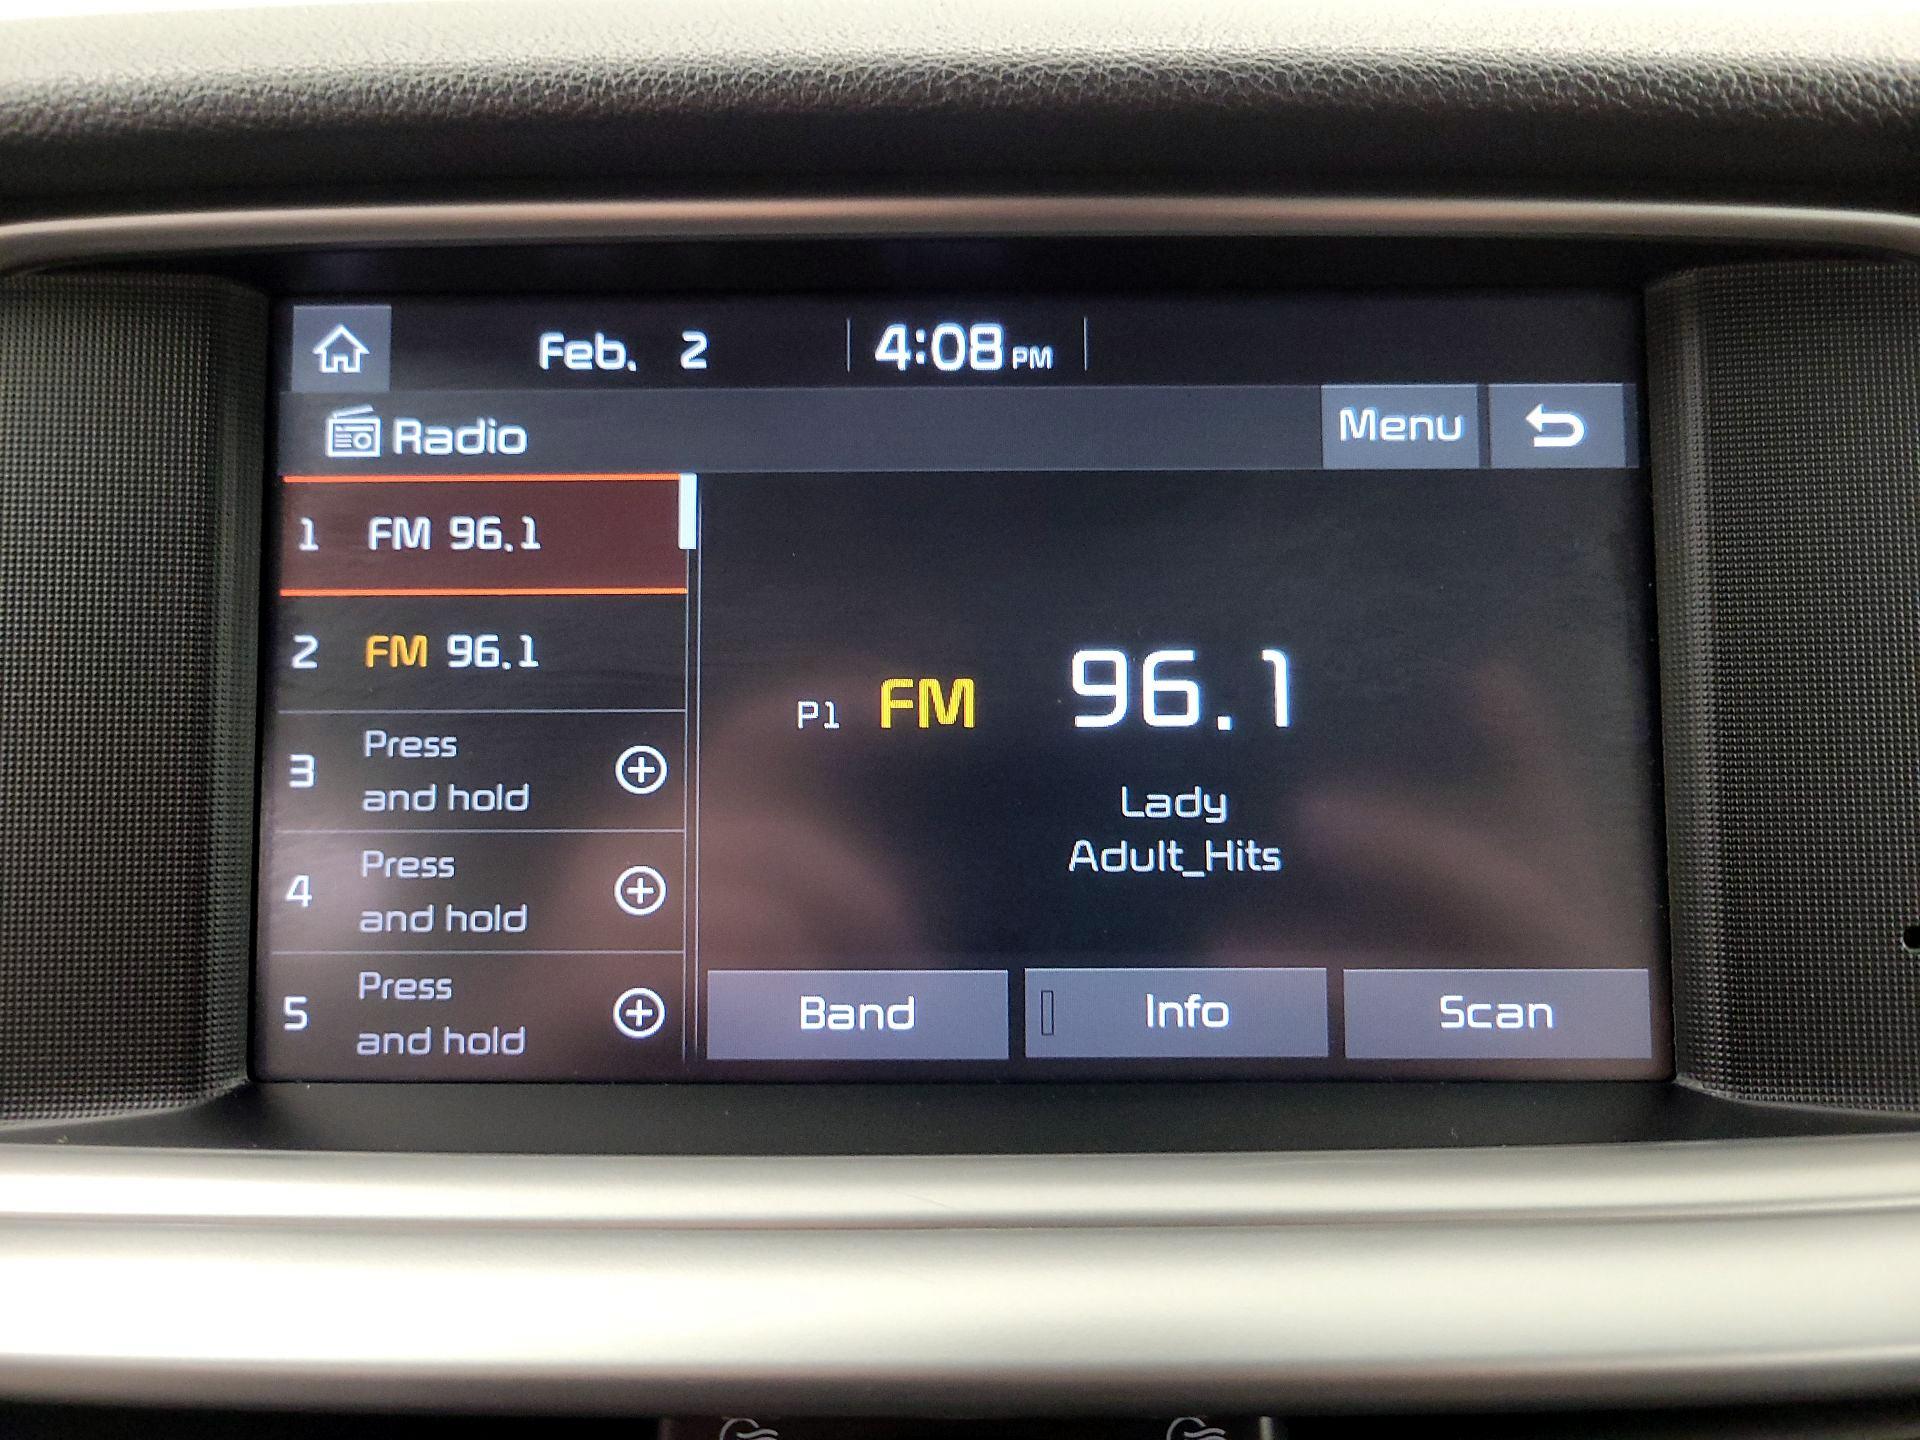 Feb. 2 4:08 PM
Radio Menu
1 FM 96.1
2 FM 96.1
3 Press
and hold
4 Press
and hold
5 Press
and hold
P1 FM 96.1
Lady
Adult_Hits
Band Info Scan